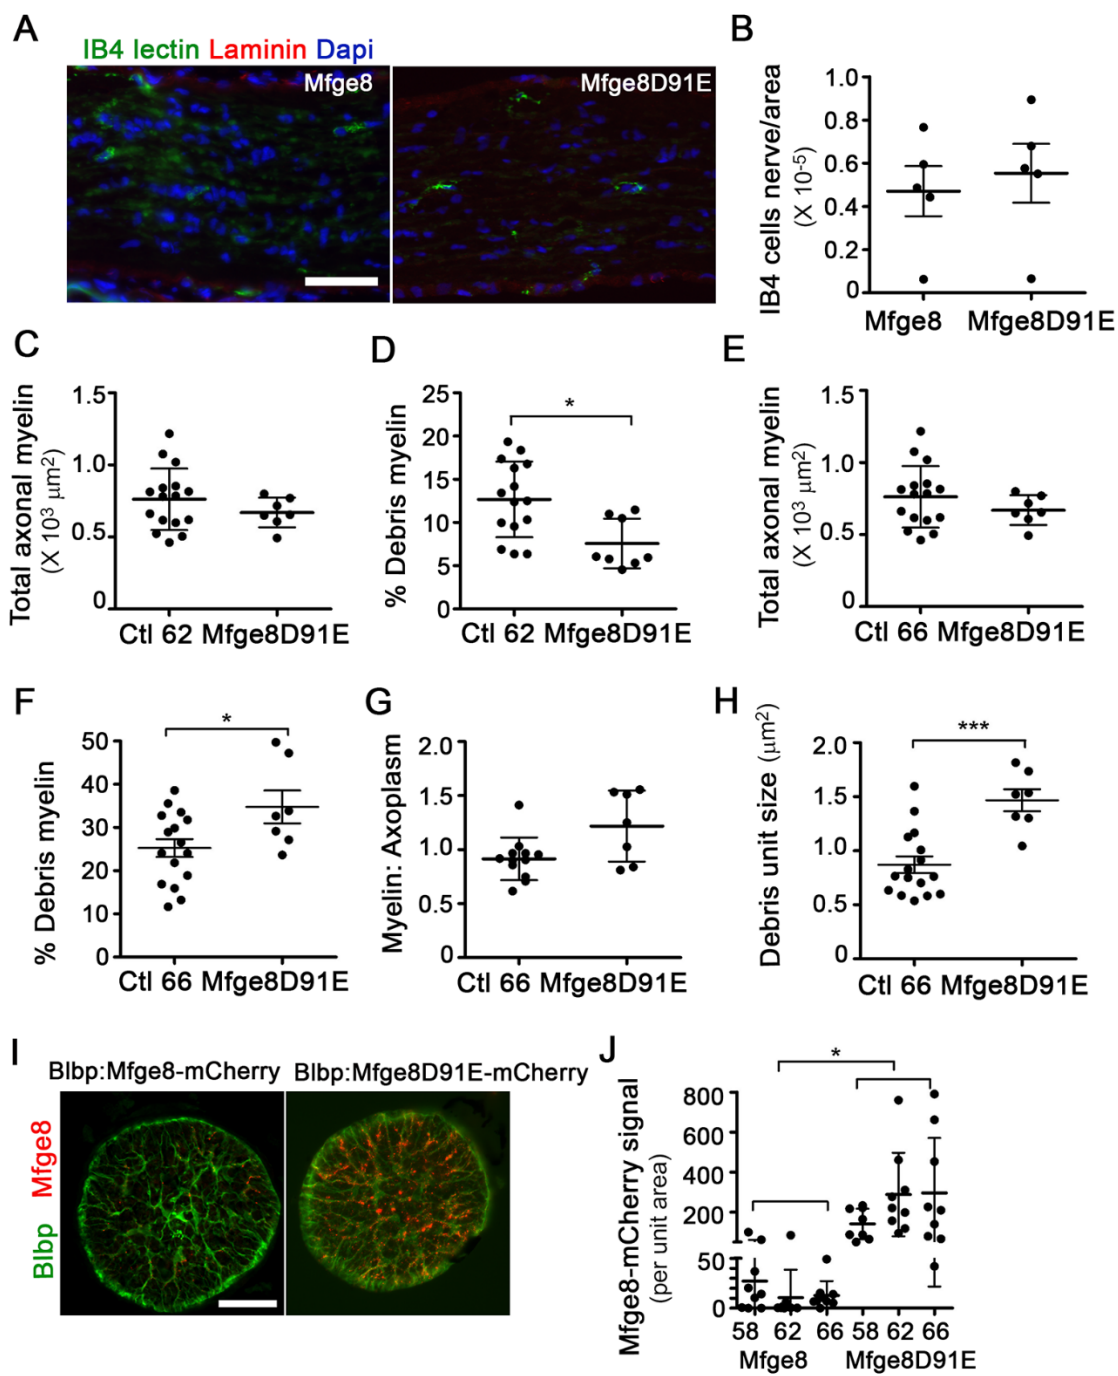 A
IB4 lectin Laminin Dapi
Mfge8
Mfge8D91E
B
IB4 cells nerve/area
(X 10-5)
1.0
0.8
0.6
0.4
0.2
0
Mfge8 Mfge8D91E
C
Total axonal myelin
(X 10³ μm²)
1.5
1.0
0.5
0
Ctl 62 Mfge8D91E
D
% Debris myelin
25
20
15
10
5
0
*
Ctl 62 Mfge8D91E
E
Total axonal myelin
(X 10³ μm²)
1.5
1.0
0.5
0
Ctl 66 Mfge8D91E
F
% Debris myelin
50
40
30
20
10
0
*
Ctl 66 Mfge8D91E
G
Myelin: Axoplasm
2.0
1.5
1.0
0.5
0
Ctl 66 Mfge8D91E
H
Debris unit size (μm²)
2.0
1.5
1.0
0.5
0
***
Ctl 66 Mfge8D91E
I
Blbp:Mfge8-mCherry Blbp:Mfge8D91E-mCherry
Blbp Mfge8
J
Mfge8-mCherry signal
(per unit area)
800
600
400
200
50
0
*
58 62 66 58 62 66
Mfge8 Mfge8D91E